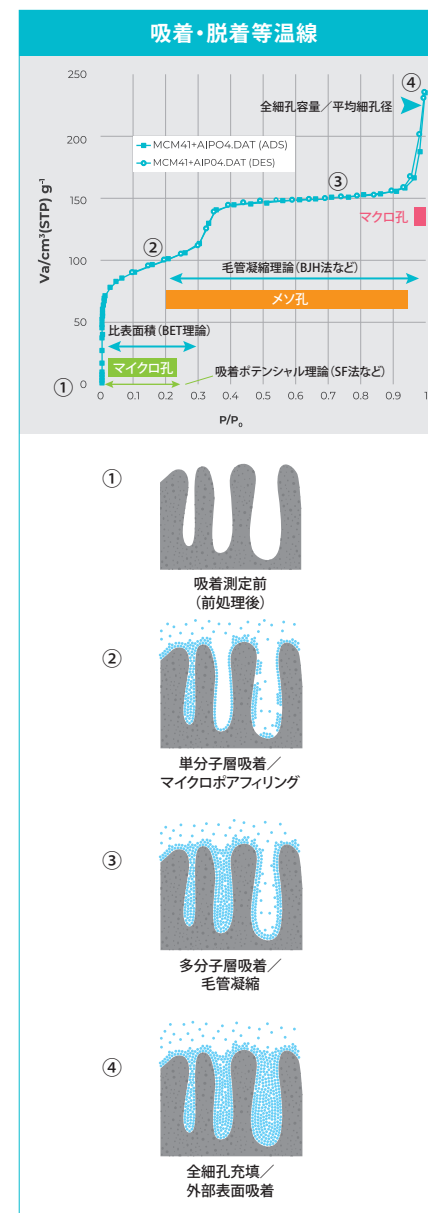 吸着・脱着等温線
250
200
150
100
50
0
Va/cm³(STP) g⁻¹
④
全細孔容量／平均細孔径
MCM41+AlPO4.DAT (ADS)
MCM41+AlP04.DAT (DES)
③
マクロ孔
②
毛管凝縮理論（BJH法など）
メソ孔
比表面積（BET理論）
マイクロ孔
吸着ポテンシャル理論（SF法など）
①
0 0.1 0.2 0.3 0.4 0.5 0.6 0.7 0.8 0.9 1
P/P₀
①
吸着測定前
（前処理後）
②
単分子層吸着／
マイクロポアフィリング
③
多分子層吸着／
毛管凝縮
④
全細孔充填／
外部表面吸着